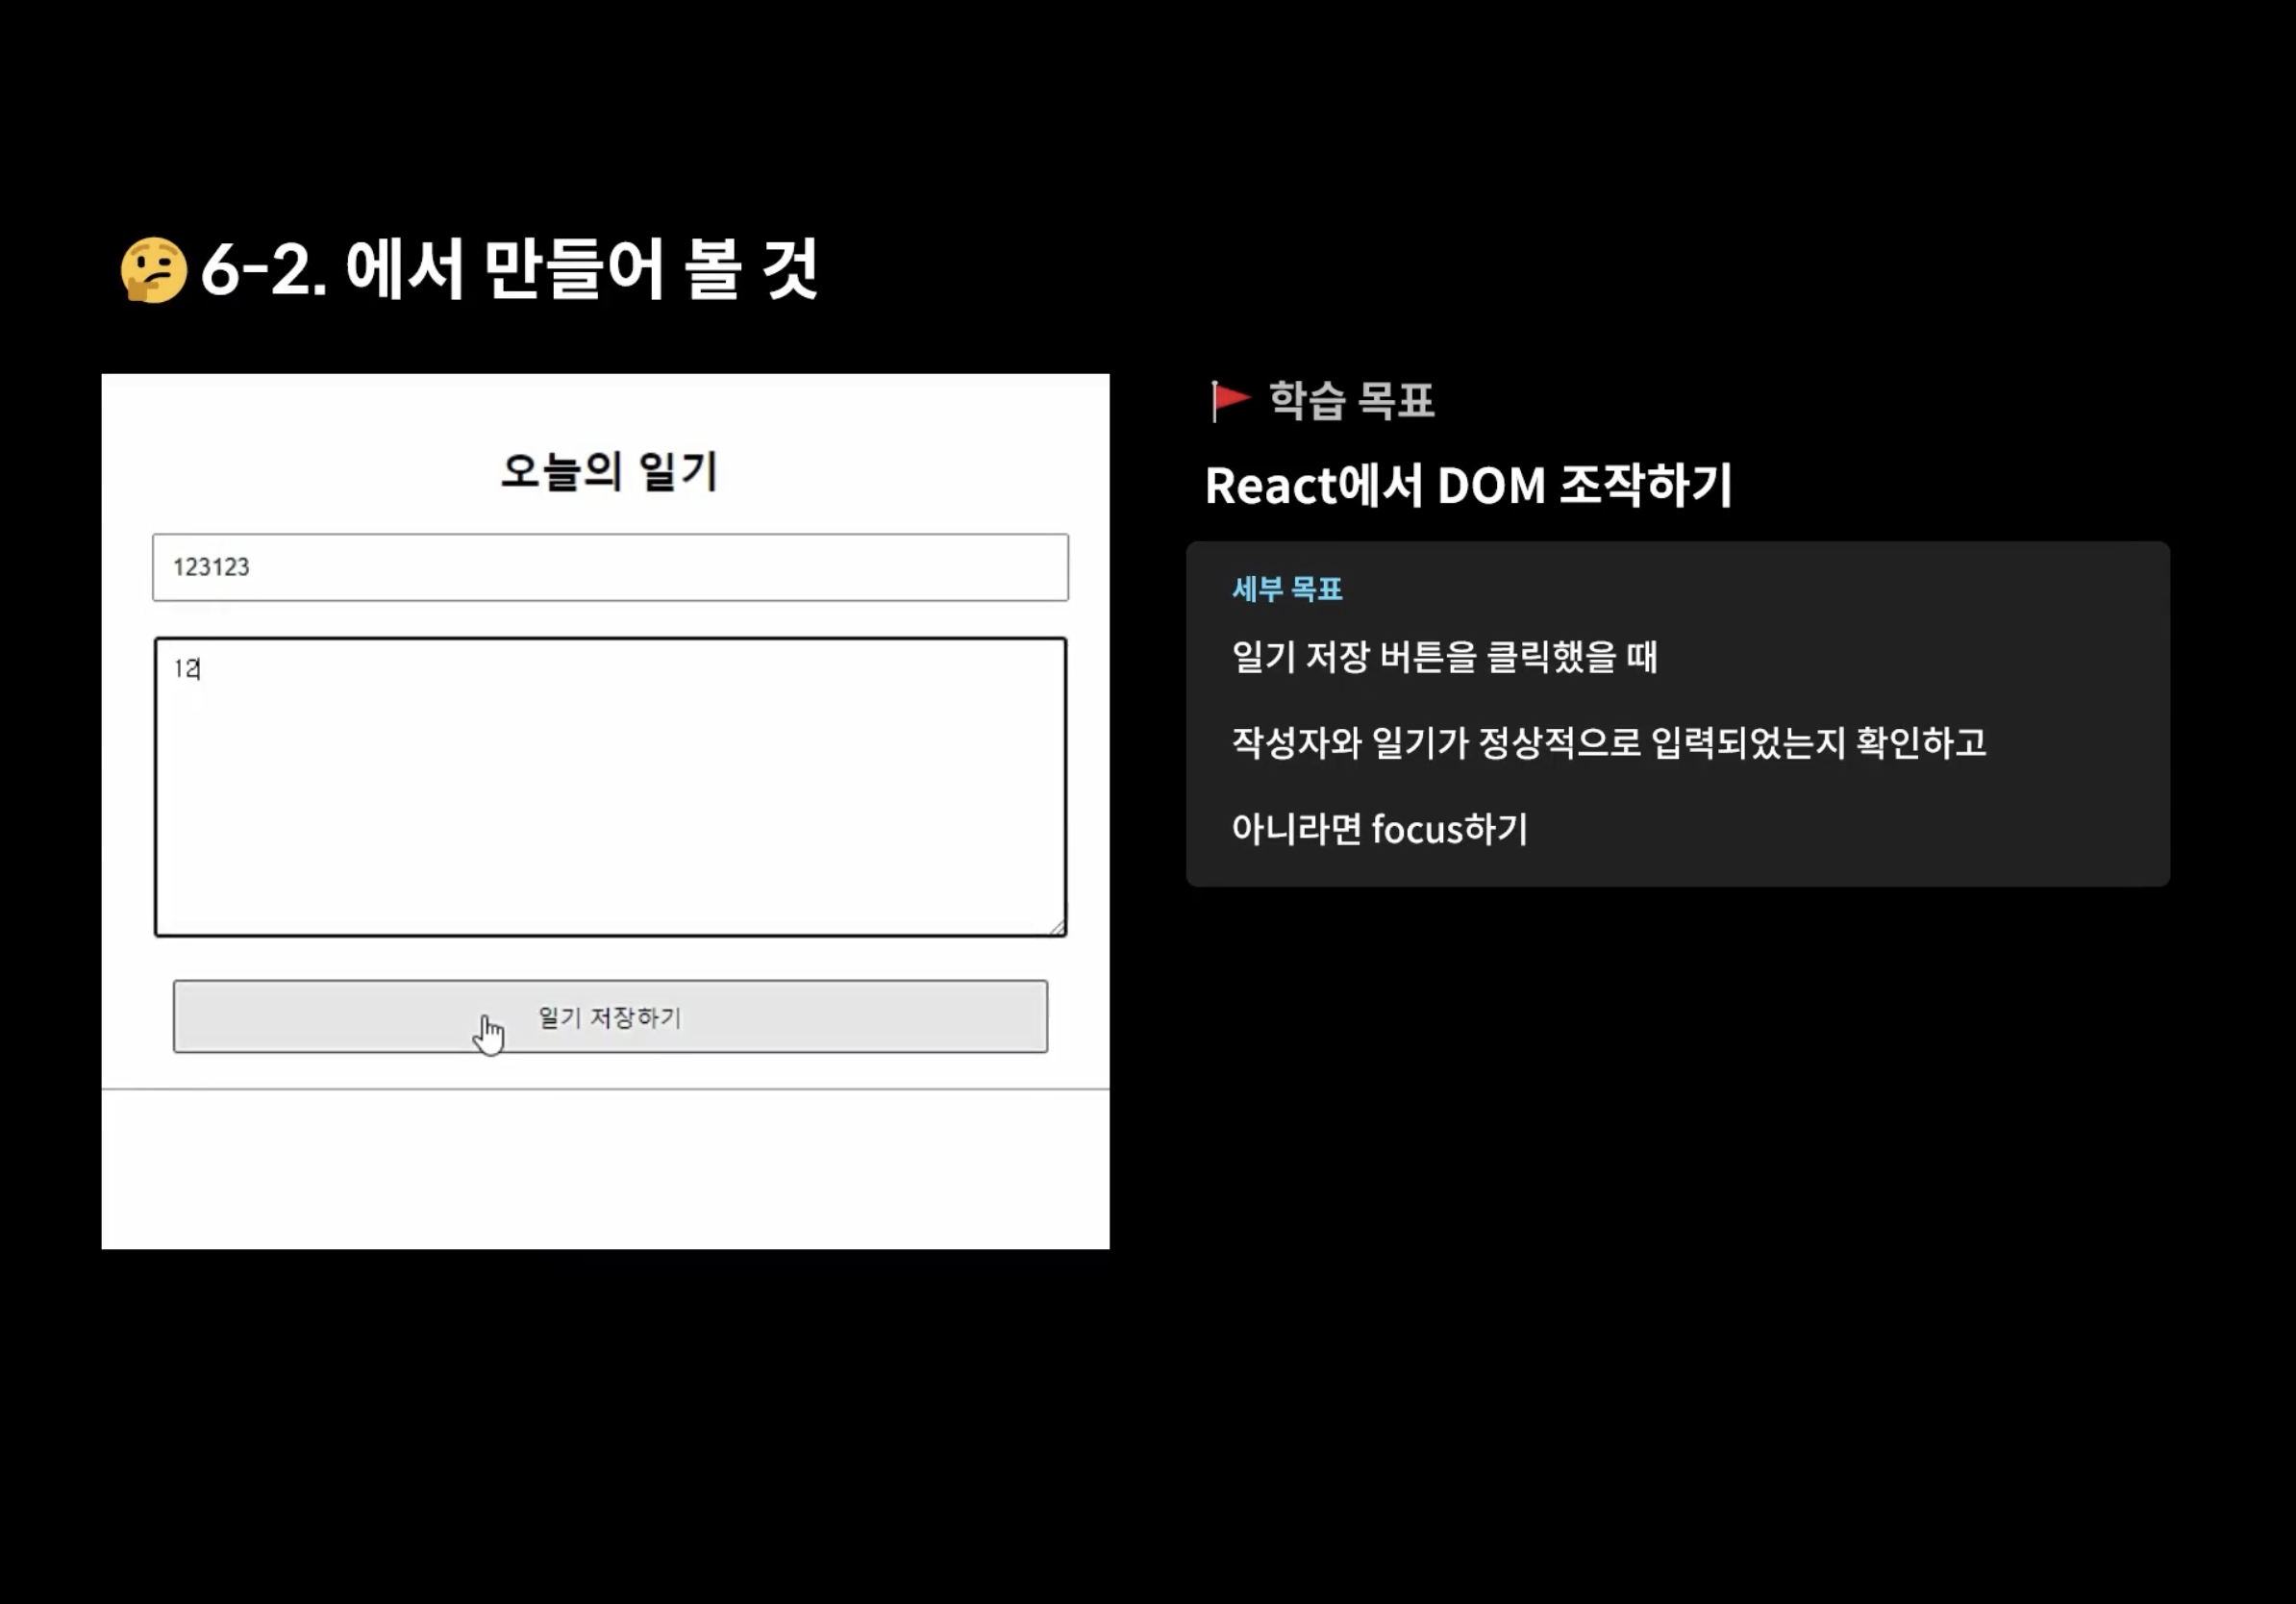 🤔6-2. 에서 만들어 볼 것
오늘의 일기
123123
12
일기 저장하기
🚩 학습 목표
React에서 DOM 조작하기
세부 목표
일기 저장 버튼을 클릭했을 때
작성자와 일기가 정상적으로 입력되었는지 확인하고
아니라면 focus하기